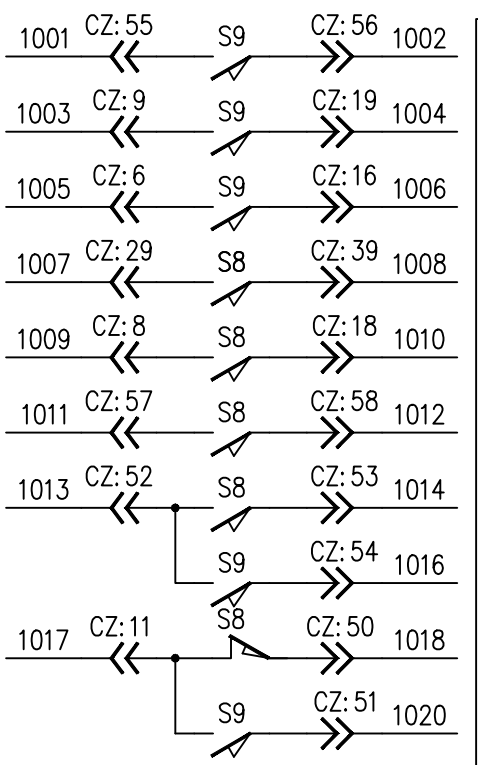 1001 CZ:55 S9 CZ:56 1002
1003 CZ:9 S9 CZ:19 1004
1005 CZ:6 S9 CZ:16 1006
1007 CZ:29 S8 CZ:39 1008
1009 CZ:8 S8 CZ:18 1010
1011 CZ:57 S8 CZ:58 1012
1013 CZ:52 S8 CZ:53 1014
S9 CZ:54 1016
1017 CZ:11 S8 CZ:50 1018
S9 CZ:51 1020